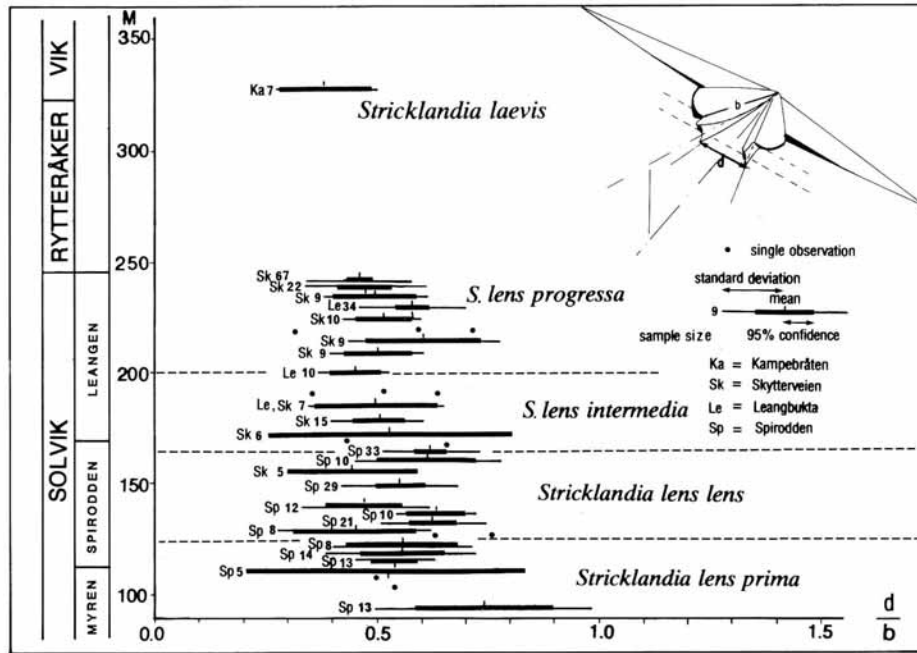 M
350
300
250
200
150
100
VIK
RYTTERÅKER
SOLVIK
LEANGEN
SPIRODDEN
MYREN
Ka 7
Stricklandia laevis
b
d
Sk 67
Sk 22
Sk 9
Le 34
Sk 10
S. lens progressa
Sk 9
Sk 9
Le 10
Le, Sk 7
S. lens intermedia
Sk 15
Sk 6
Sp 33
Sp 10
Sk 5
Sp 29
Stricklandia lens lens
Sp 12
Sp 10
Sp 21
Sp 8
Sp 8
Sp 14
Sp 13
Sp 5
Stricklandia lens prima
Sp 13
single observation
standard deviation
mean
9
sample size 95% confidence
Ka = Kampebråten
Sk = Skytterveien
Le = Leangbukta
Sp = Spirodden
0.0 0.5 1.0 1.5
d
b